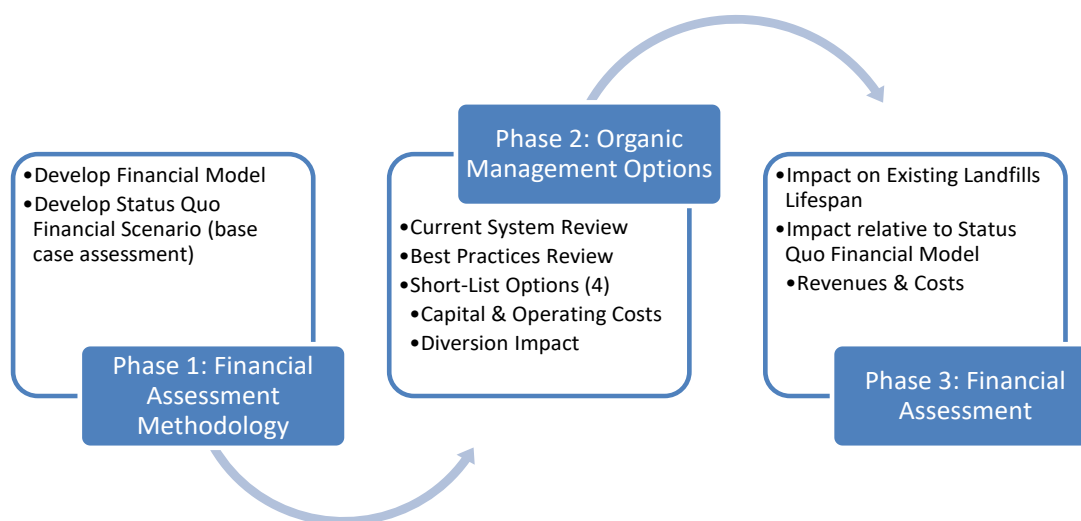 •Develop Financial Model
•Develop Status Quo
Financial Scenario (base
case assessment)
Phase 1: Financial
Assessment
Methodology
Phase 2: Organic
Management Options
•Current System Review
•Best Practices Review
•Short-List Options (4)
•Capital & Operating Costs
•Diversion Impact
•Impact on Existing Landfills
Lifespan
•Impact relative to Status
Quo Financial Model
•Revenues & Costs
Phase 3: Financial
Assessment